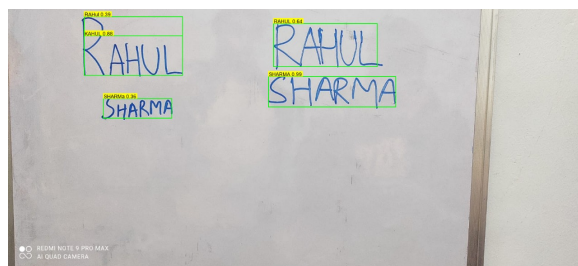 RAHUL 0.39
KAHUL 0.88
RAHUL
SHARMA 0.36
SHARMA
RAHUL 0.64
RAHUL
SHARMA 0.99
SHARMA
REDMI NOTE 9 PRO MAX
AI QUAD CAMERA